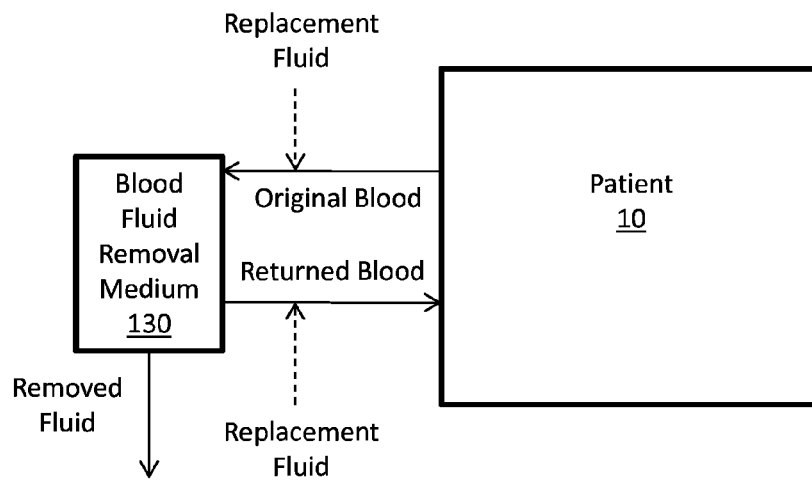 Replacement
Fluid
Blood
Fluid
Removal
Medium
130
Original Blood
Returned Blood
Patient
10
Removed
Fluid
Replacement
Fluid